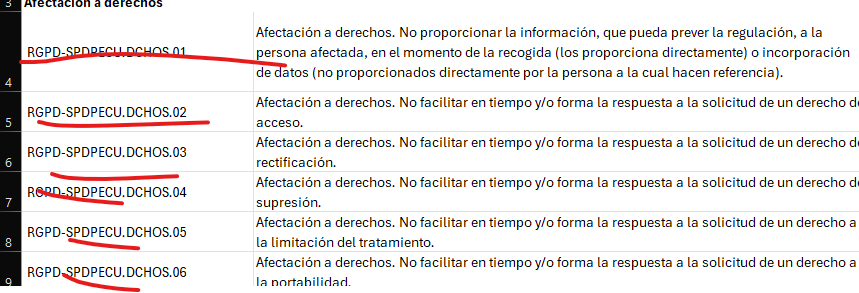 3 Afectación a derechos
4 RGPD-SPDPECU.DCHOS.01 Afectación a derechos. No proporcionar la información, que pueda prever la regulación, a la
persona afectada, en el momento de la recogida (los proporciona directamente) o incorporación
de datos (no proporcionados directamente por la persona a la cual hacen referencia).
5 RGPD-SPDPECU.DCHOS.02 Afectación a derechos. No facilitar en tiempo y/o forma la respuesta a la solicitud de un derecho de
acceso.
6 RGPD-SPDPECU.DCHOS.03 Afectación a derechos. No facilitar en tiempo y/o forma la respuesta a la solicitud de un derecho de
rectificación.
7 RGPD-SPDPECU.DCHOS.04 Afectación a derechos. No facilitar en tiempo y/o forma la respuesta a la solicitud de un derecho de
supresión.
8 RGPD-SPDPECU.DCHOS.05 Afectación a derechos. No facilitar en tiempo y/o forma la respuesta a la solicitud de un derecho a
la limitación del tratamiento.
9 RGPD-SPDPECU.DCHOS.06 Afectación a derechos. No facilitar en tiempo y/o forma la respuesta a la solicitud de un derecho a
la portabilidad.